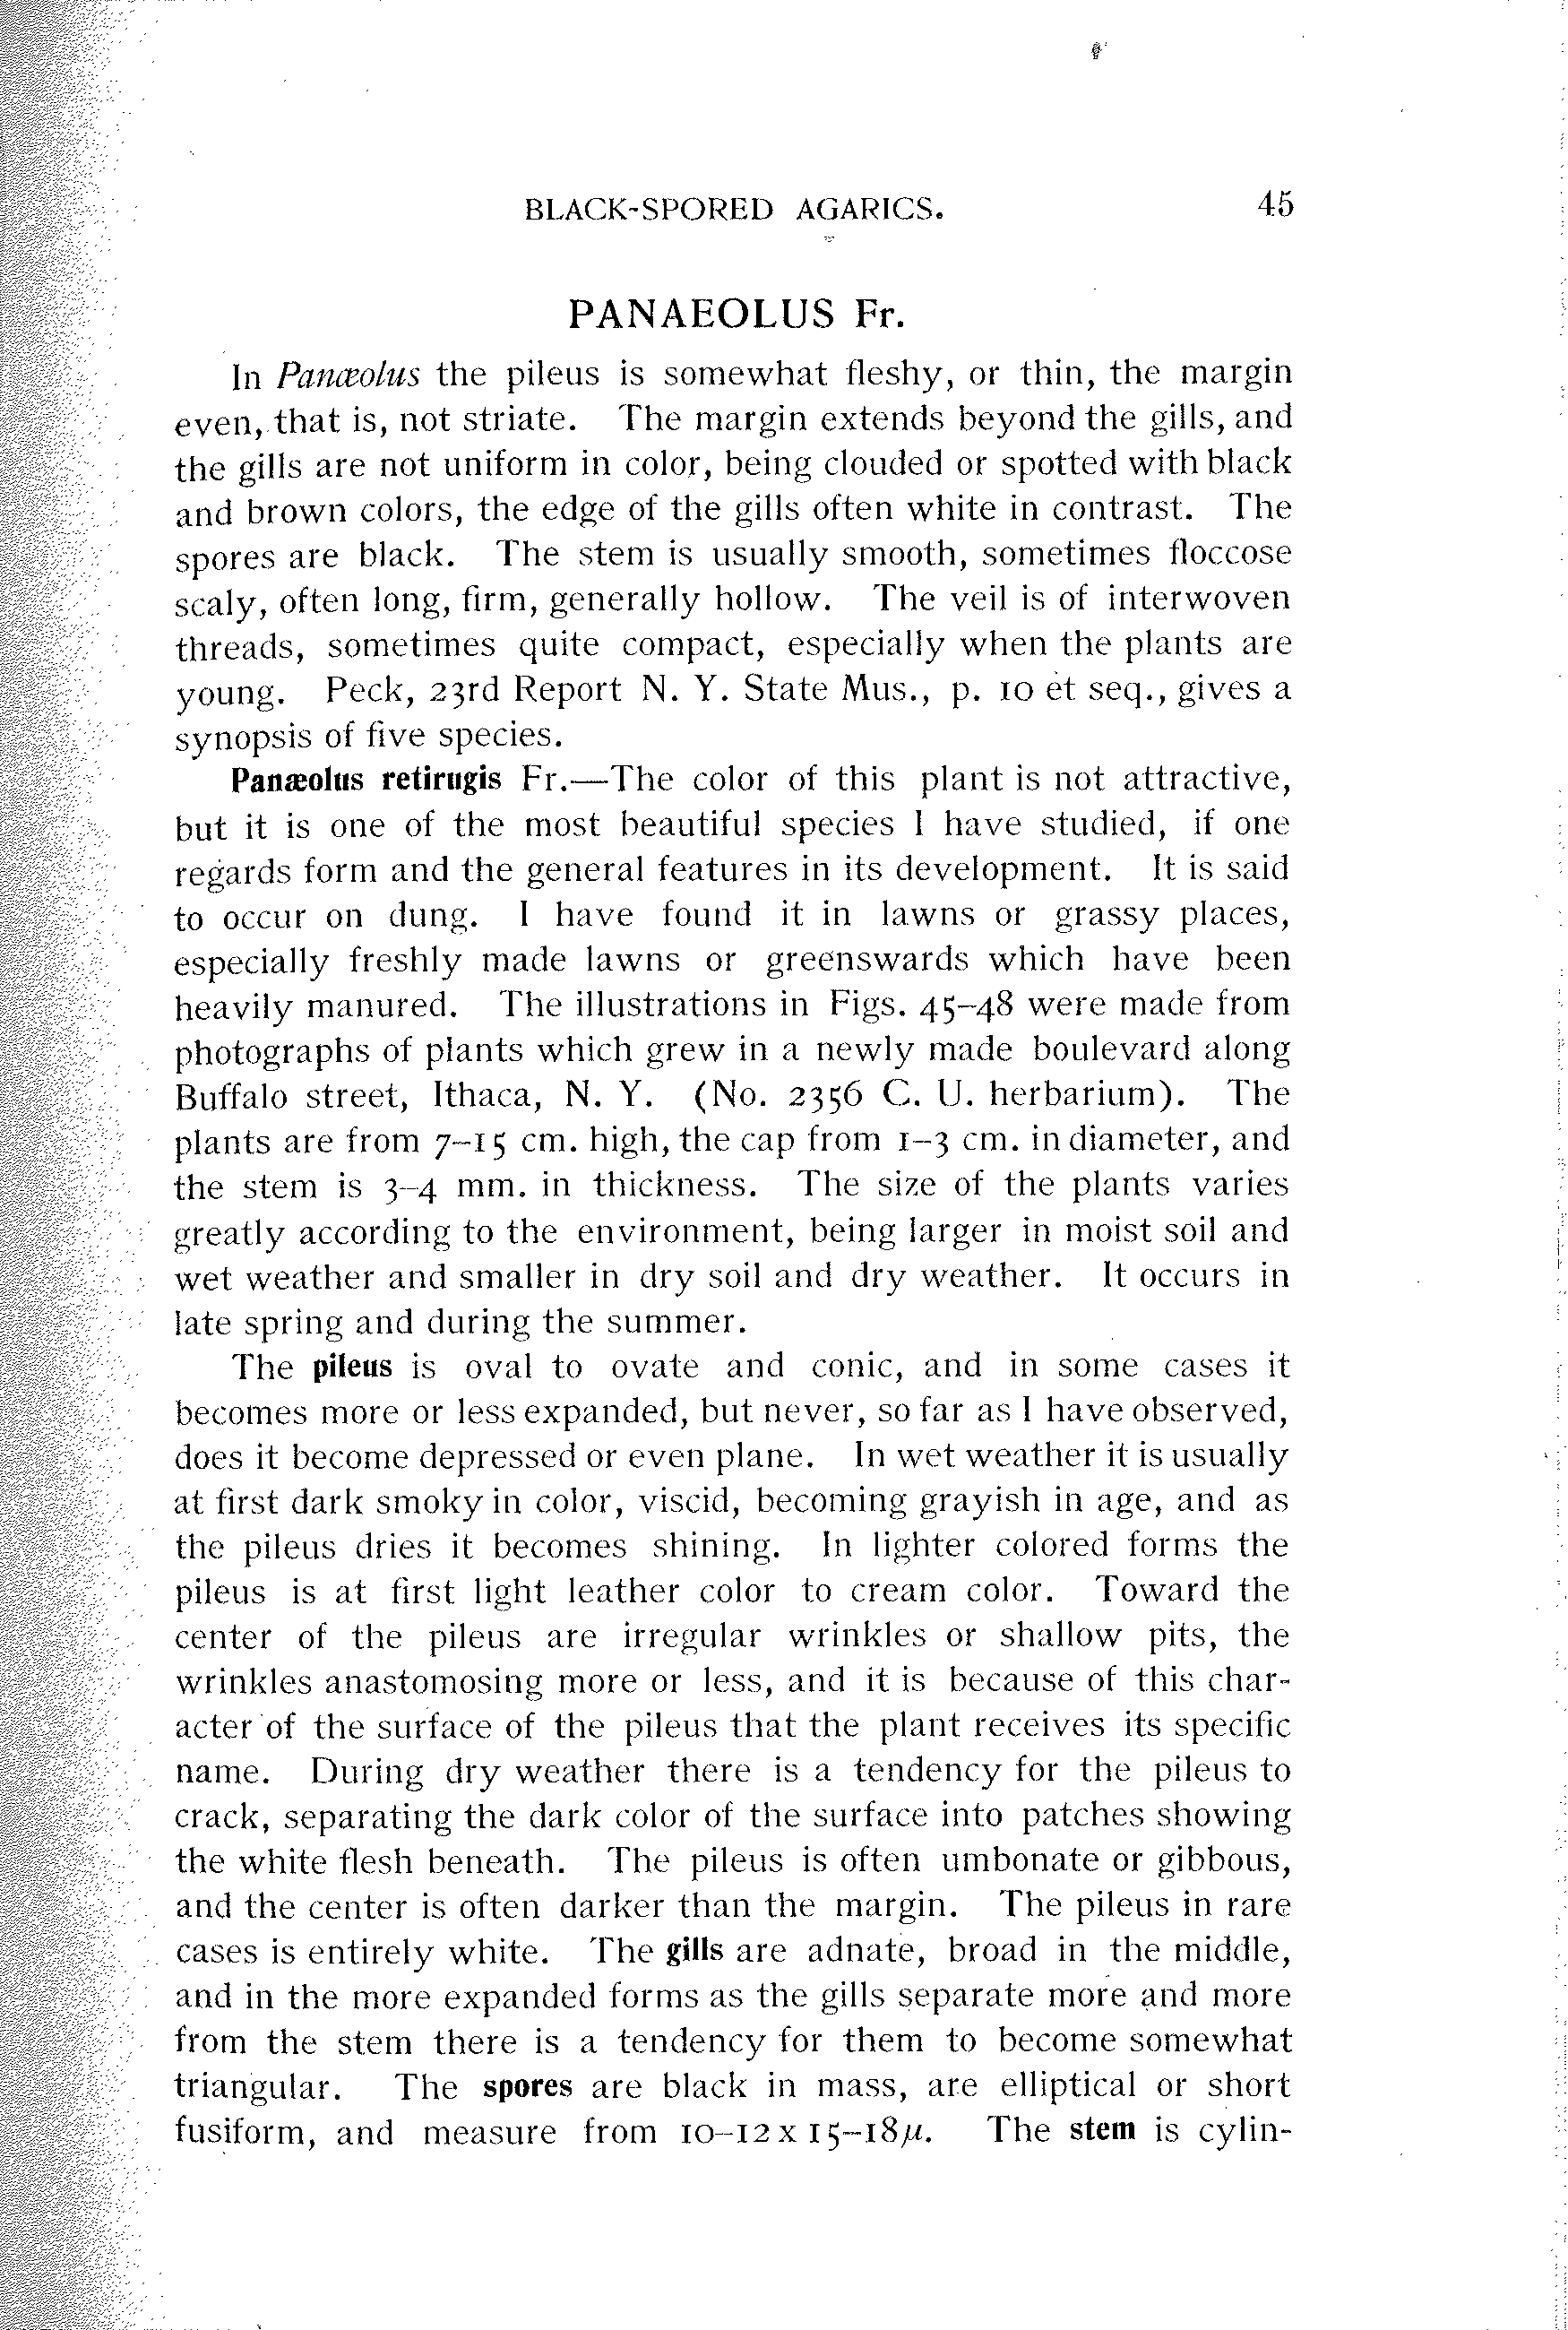 BLACK-SPORED AGARICS. 45
PANAEOLUS Fr.
In Panæolus the pileus is somewhat fleshy, or thin, the margin
even, that is, not striate. The margin extends beyond the gills, and
the gills are not uniform in color, being clouded or spotted with black
and brown colors, the edge of the gills often white in contrast. The
spores are black. The stem is usually smooth, sometimes floccose
scaly, often long, firm, generally hollow. The veil is of interwoven
threads, sometimes quite compact, especially when the plants are
young. Peck, 23rd Report N. Y. State Mus., p. 10 et seq., gives a
synopsis of five species.
Panæolus retirugis Fr.—The color of this plant is not attractive,
but it is one of the most beautiful species I have studied, if one
regards form and the general features in its development. It is said
to occur on dung. I have found it in lawns or grassy places,
especially freshly made lawns or greenswards which have been
heavily manured. The illustrations in Figs. 45–48 were made from
photographs of plants which grew in a newly made boulevard along
Buffalo street, Ithaca, N. Y. (No. 2356 C. U. herbarium). The
plants are from 7–15 cm. high, the cap from 1–3 cm. in diameter, and
the stem is 3–4 mm. in thickness. The size of the plants varies
greatly according to the environment, being larger in moist soil and
wet weather and smaller in dry soil and dry weather. It occurs in
late spring and during the summer.
The pileus is oval to ovate and conic, and in some cases it
becomes more or less expanded, but never, so far as I have observed,
does it become depressed or even plane. In wet weather it is usually
at first dark smoky in color, viscid, becoming grayish in age, and as
the pileus dries it becomes shining. In lighter colored forms the
pileus is at first light leather color to cream color. Toward the
center of the pileus are irregular wrinkles or shallow pits, the
wrinkles anastomosing more or less, and it is because of this char-
acter of the surface of the pileus that the plant receives its specific
name. During dry weather there is a tendency for the pileus to
crack, separating the dark color of the surface into patches showing
the white flesh beneath. The pileus is often umbonate or gibbous,
and the center is often darker than the margin. The pileus in rare
cases is entirely white. The gills are adnate, broad in the middle,
and in the more expanded forms as the gills separate more and more
from the stem there is a tendency for them to become somewhat
triangular. The spores are black in mass, are elliptical or short
fusiform, and measure from 10–12 x 15–18µ. The stem is cylin-